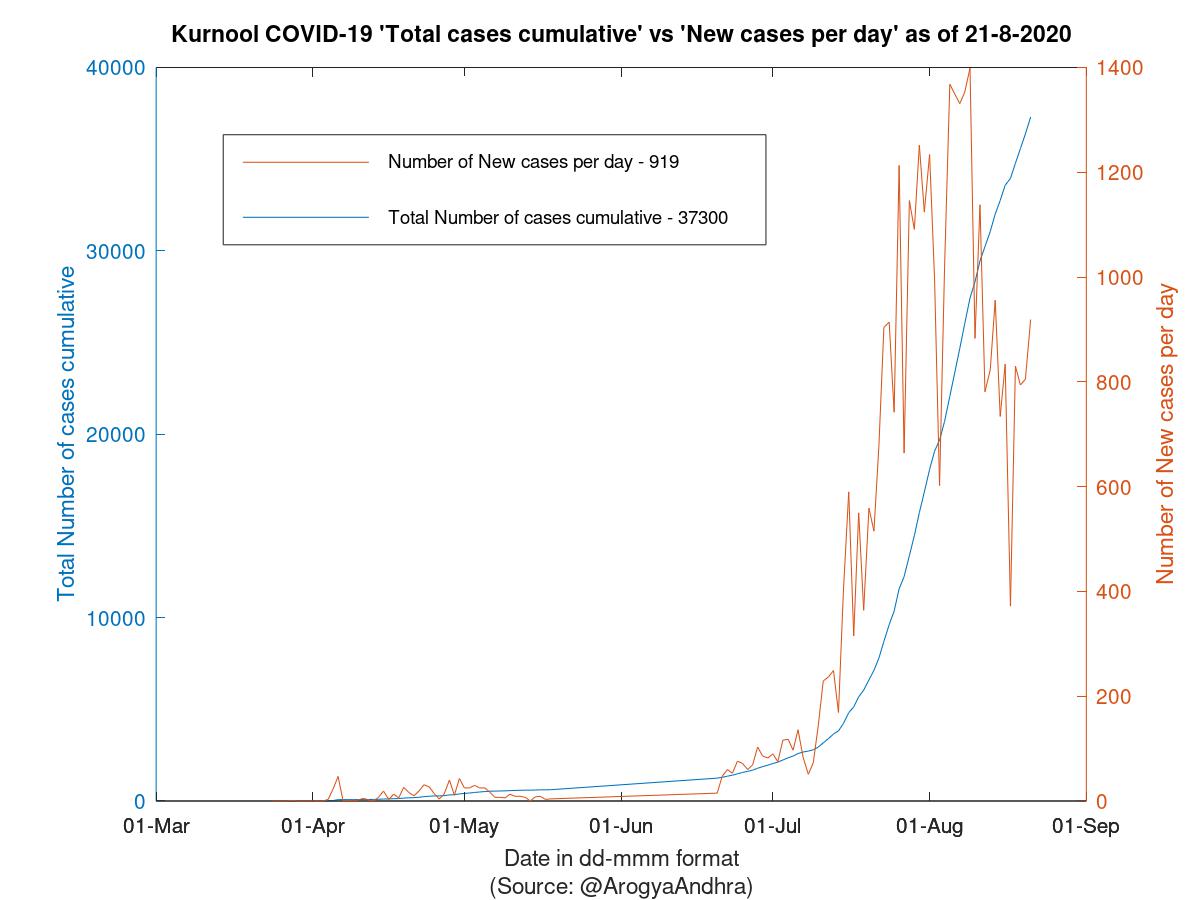 Kurnool COVID-19 'Total cases cumulative' vs 'New cases per day' as of 21-8-2020
40000
30000
20000
10000
0
Total Number of cases cumulative
Number of New cases per day - 919
Total Number of cases cumulative - 37300
1400
1200
1000
800
600
400
200
0
Number of New cases per day
01-Mar 01-Apr 01-May 01-Jun 01-Jul 01-Aug 01-Sep
Date in dd-mmm format
(Source: @ArogyaAndhra)